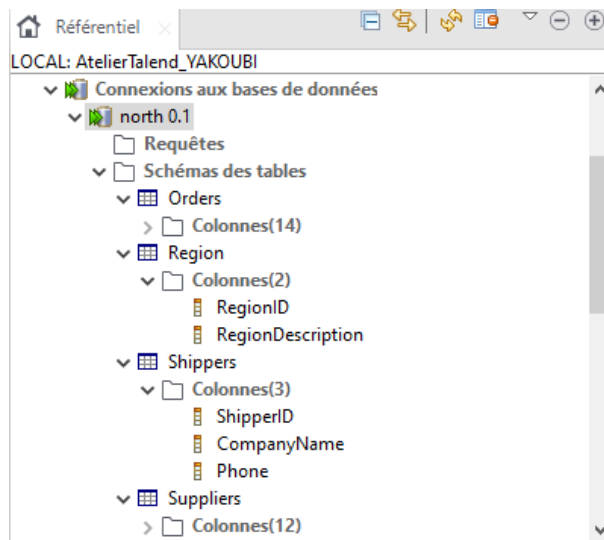 Référentiel
LOCAL: AtelierTalend_YAKOUBI
Connexions aux bases de données
north 0.1
Requêtes
Schémas des tables
Orders
Colonnes(14)
Region
Colonnes(2)
RegionID
RegionDescription
Shippers
Colonnes(3)
ShipperID
CompanyName
Phone
Suppliers
Colonnes(12)